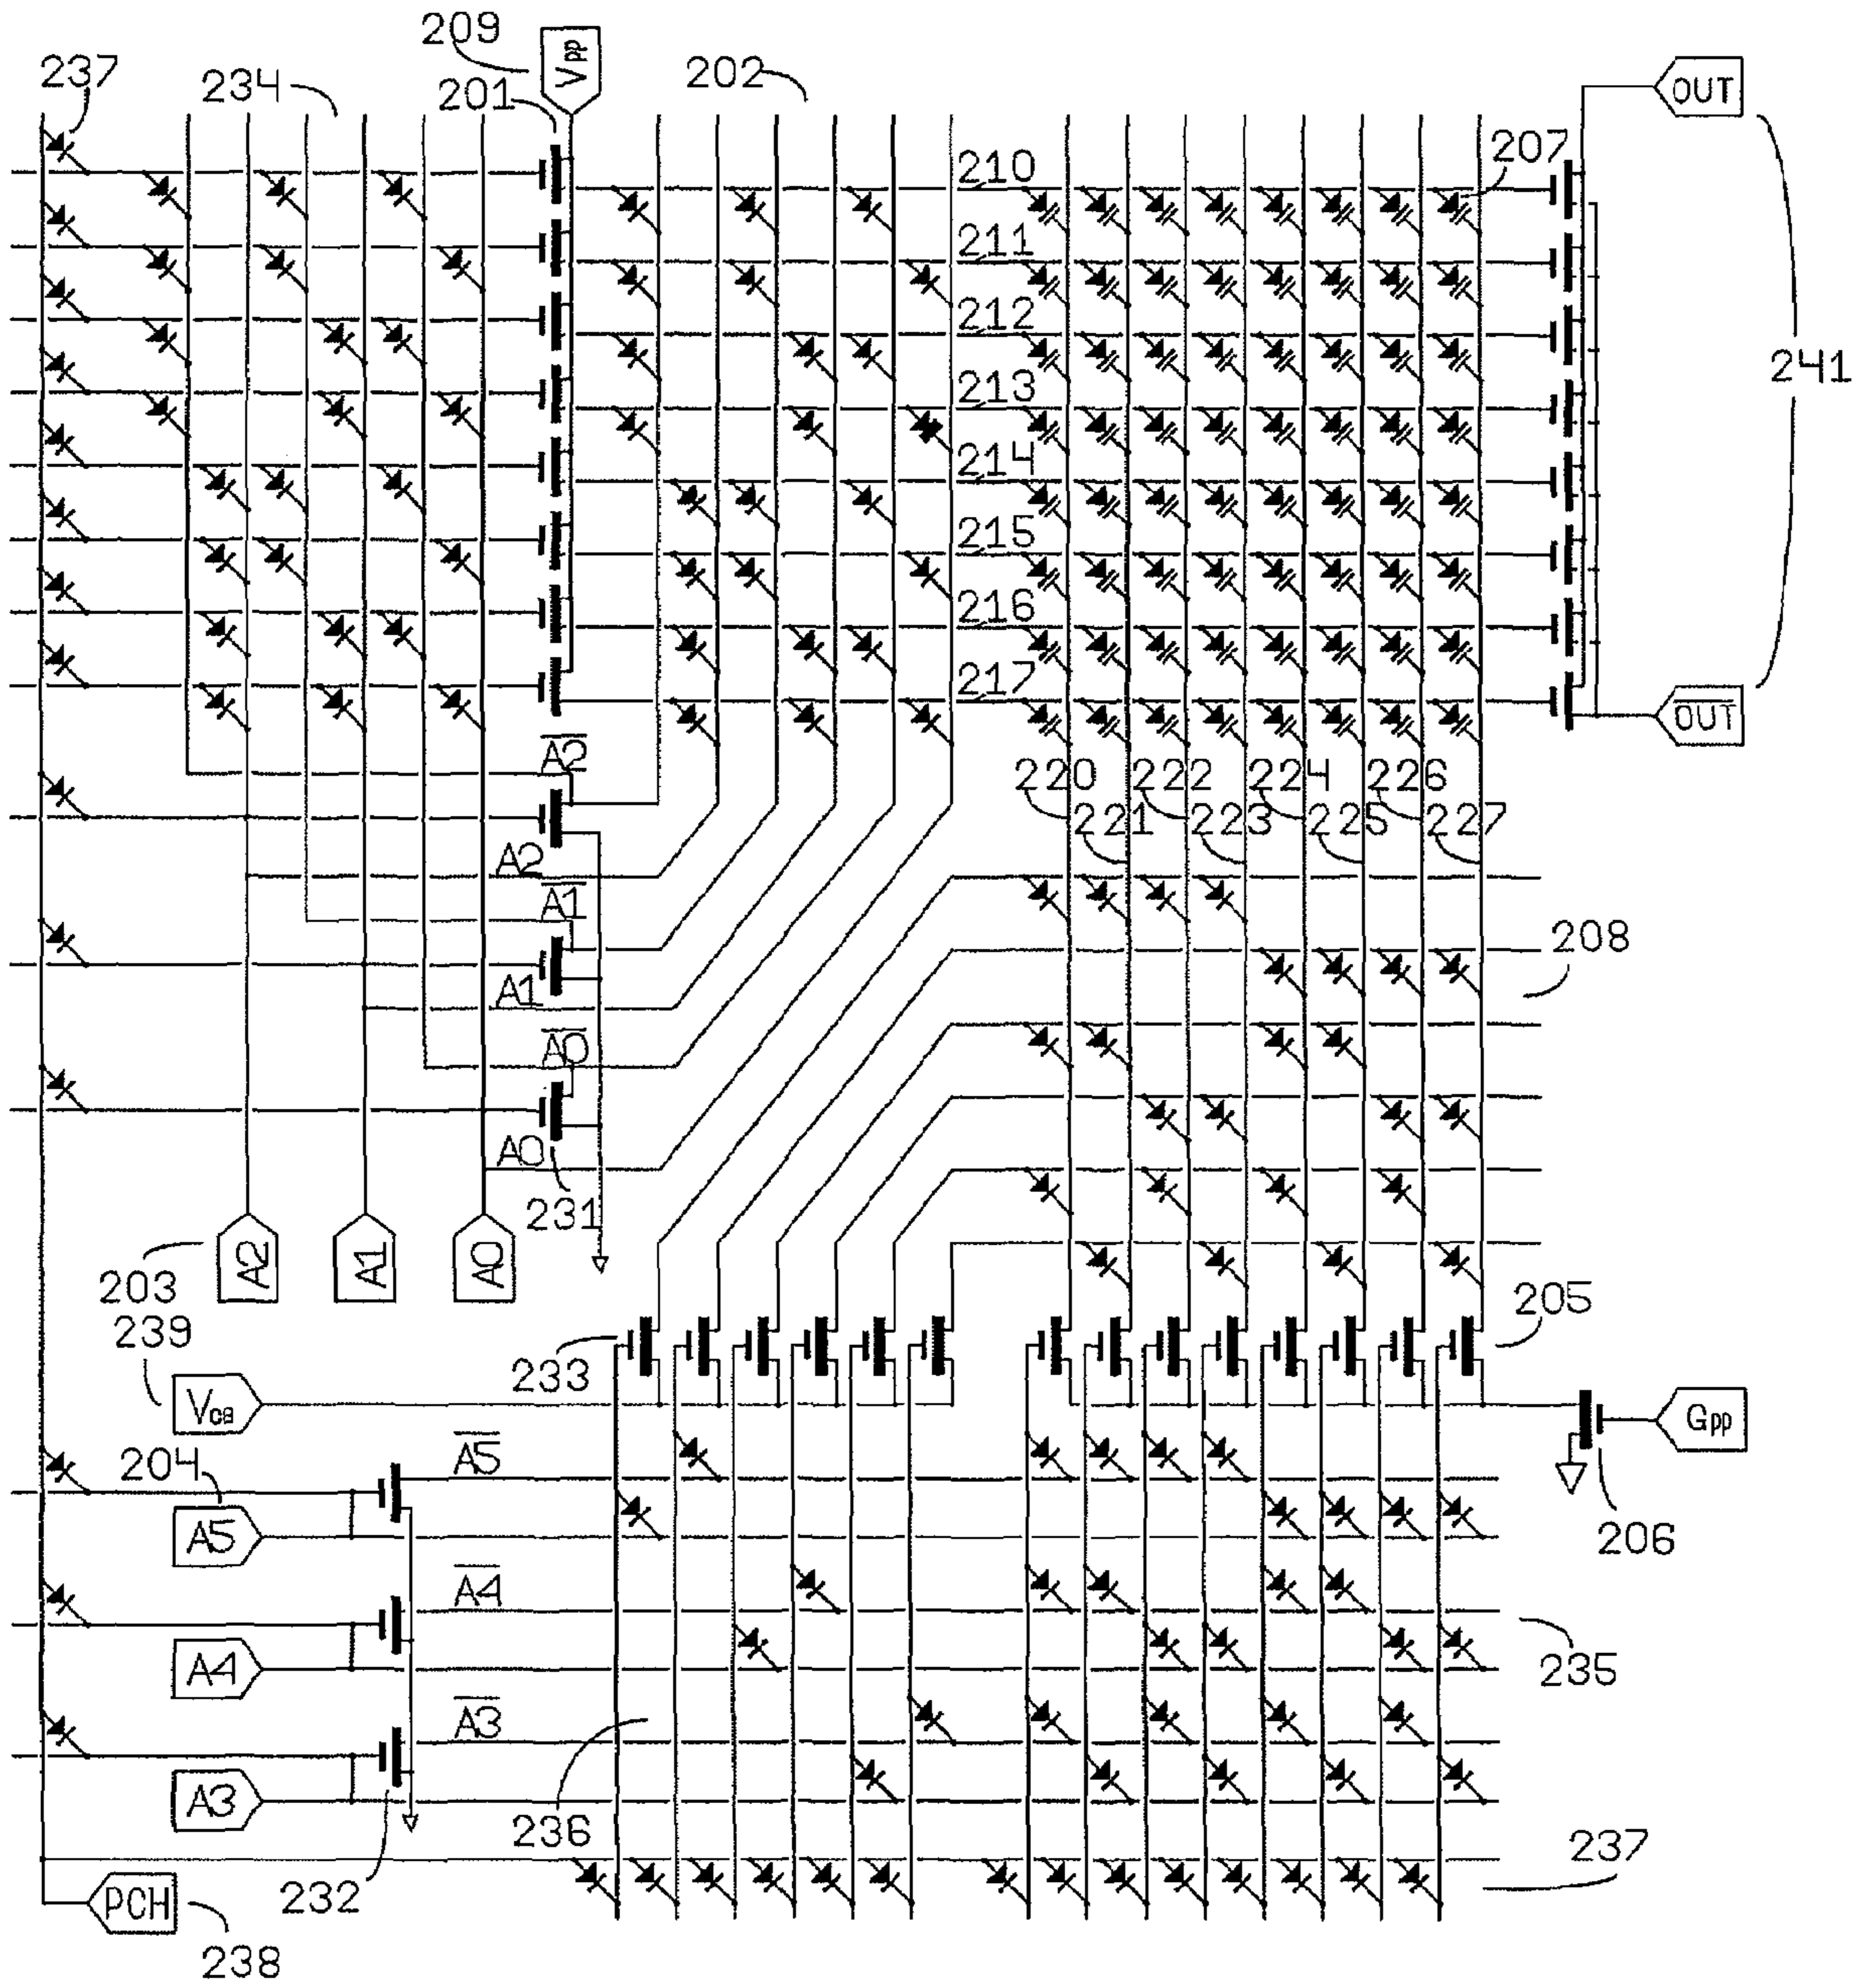 209
Vpp
237
234
201
202
OUT
207
210
211
212
241
213
214
215
216
217
OUT
A2
220 222 224 226
221 223 225 227
A2
A1
208
A1
A0
A0
231
A2
A1
A0
203
239
205
233
Vca
Gpp
A5
204
A5
206
A4
A4
235
A3
A3
236
237
232
PCH
238